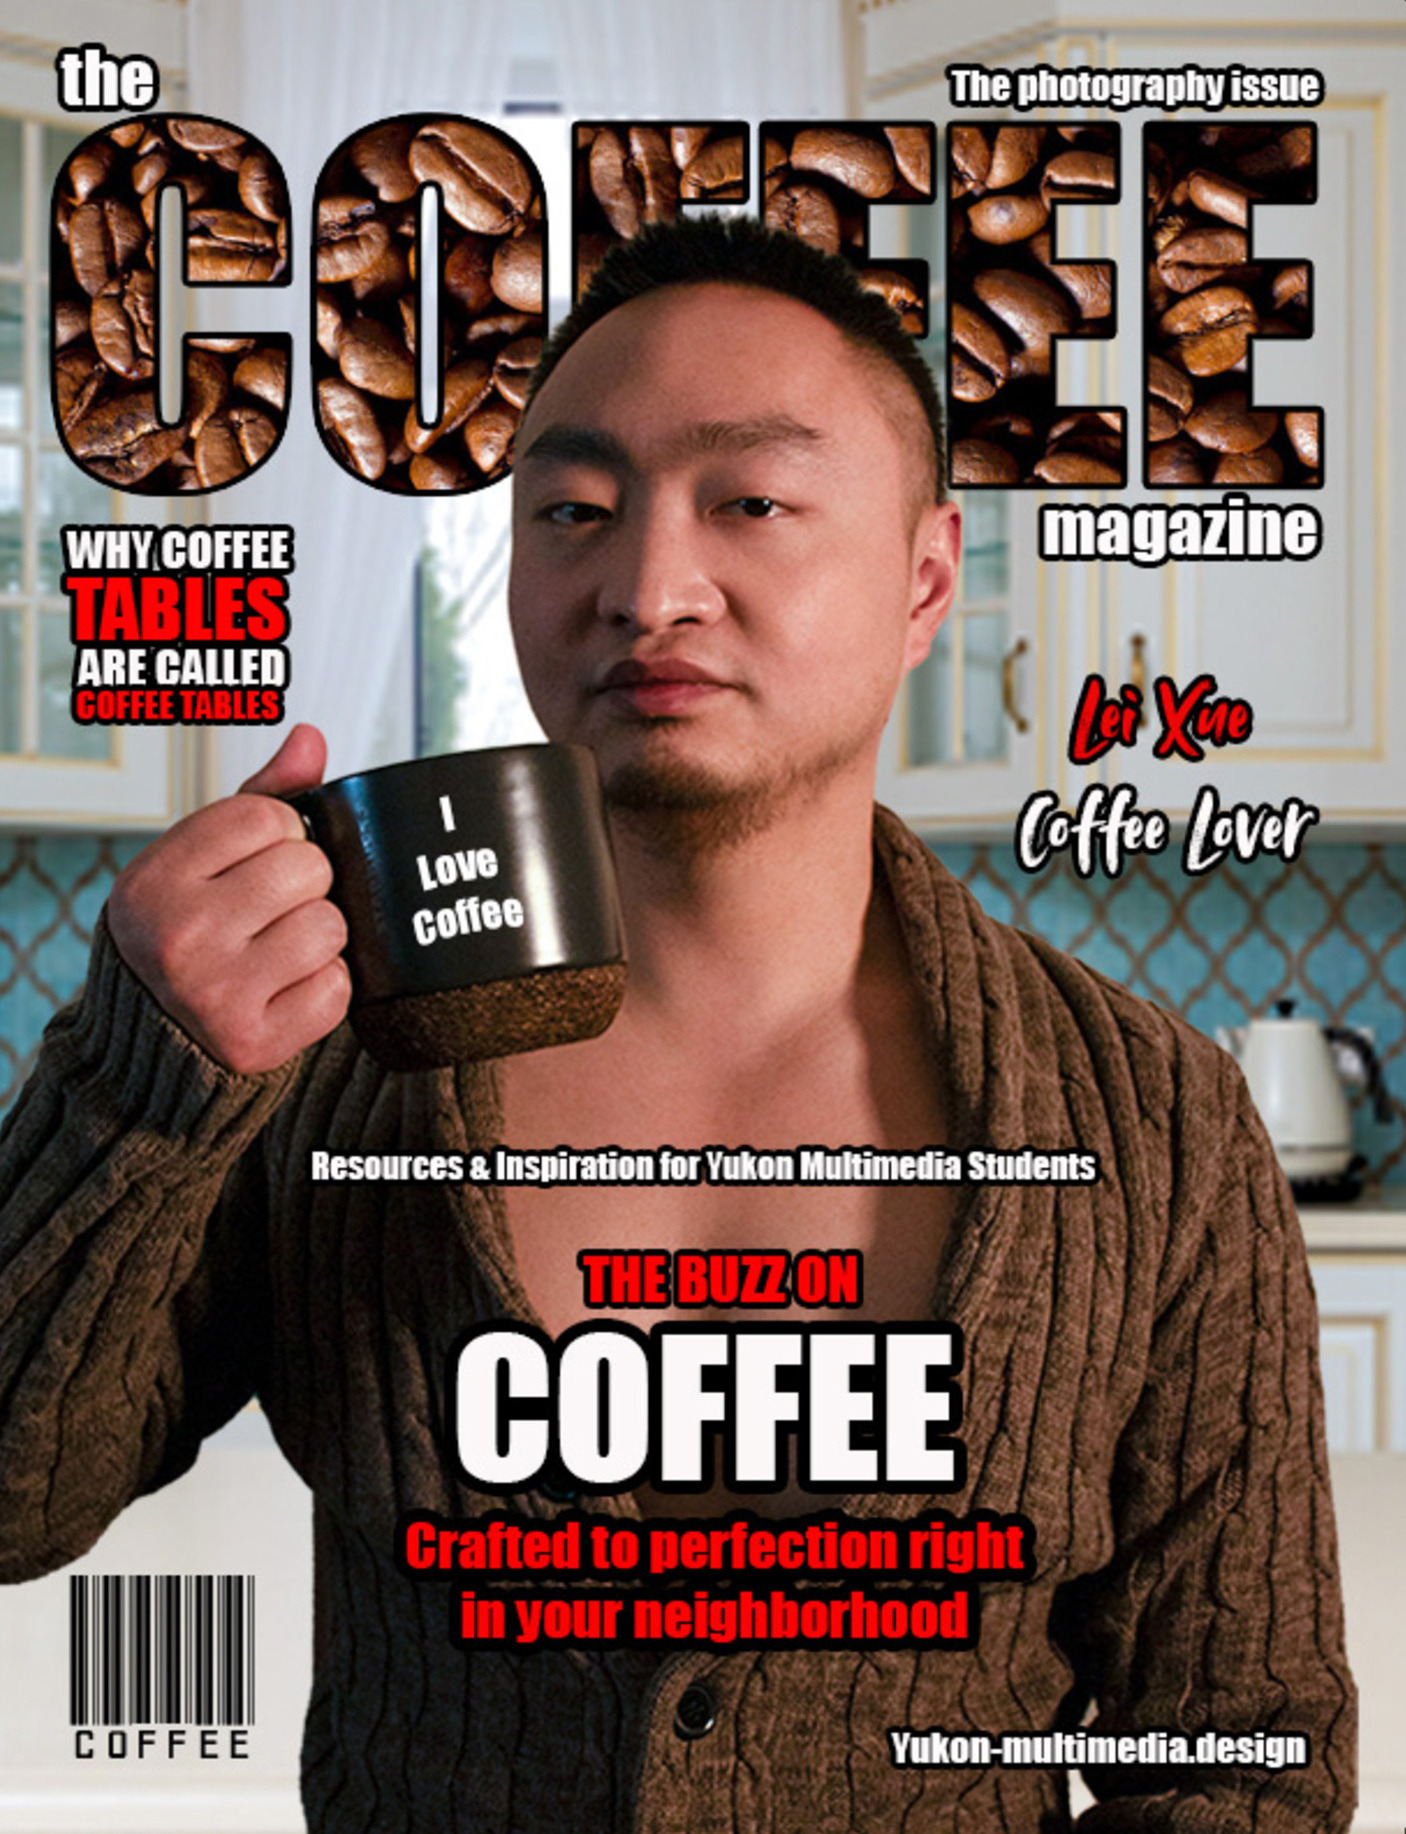 the
The photography issue
COFFEE
magazine
WHY COFFEE
TABLES
ARE CALLED
COFFEE TABLES
Lei Xue
Coffee Lover
I
Love
Coffee
Resources & Inspiration for Yukon Multimedia Students
THE BUZZ ON
COFFEE
Crafted to perfection right
in your neighborhood
COFFEE
Yukon-multimedia.design